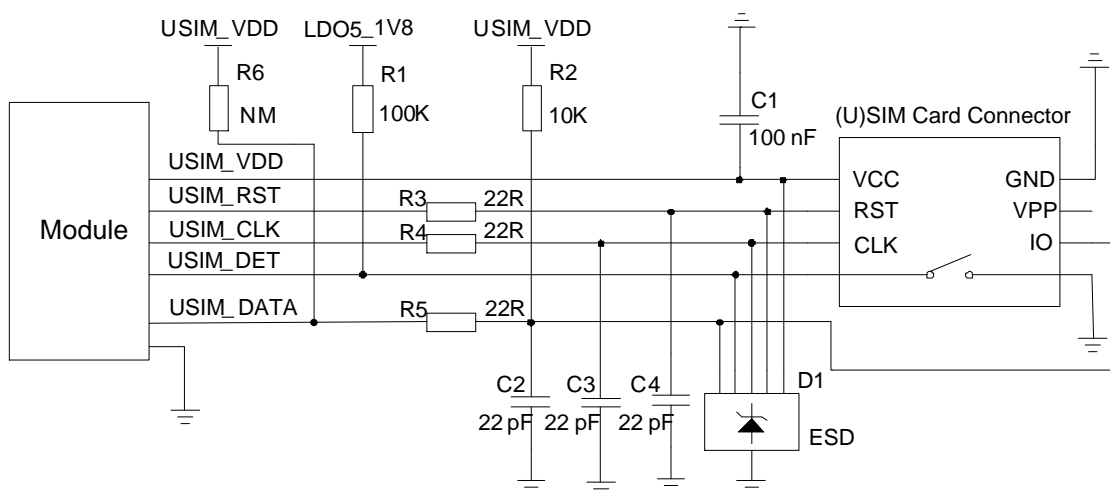 USIM_VDD LDO5_1V8 USIM_VDD
R6 R1 R2
NM 100K 10K
C1
100 nF
(U)SIM Card Connector
USIM_VDD VCC GND
USIM_RST R3 22R RST VPP
Module
USIM_CLK R4 22R CLK IO
USIM_DET
USIM_DATA R5 22R
C2 C3 C4 D1
22 pF 22 pF 22 pF
ESD